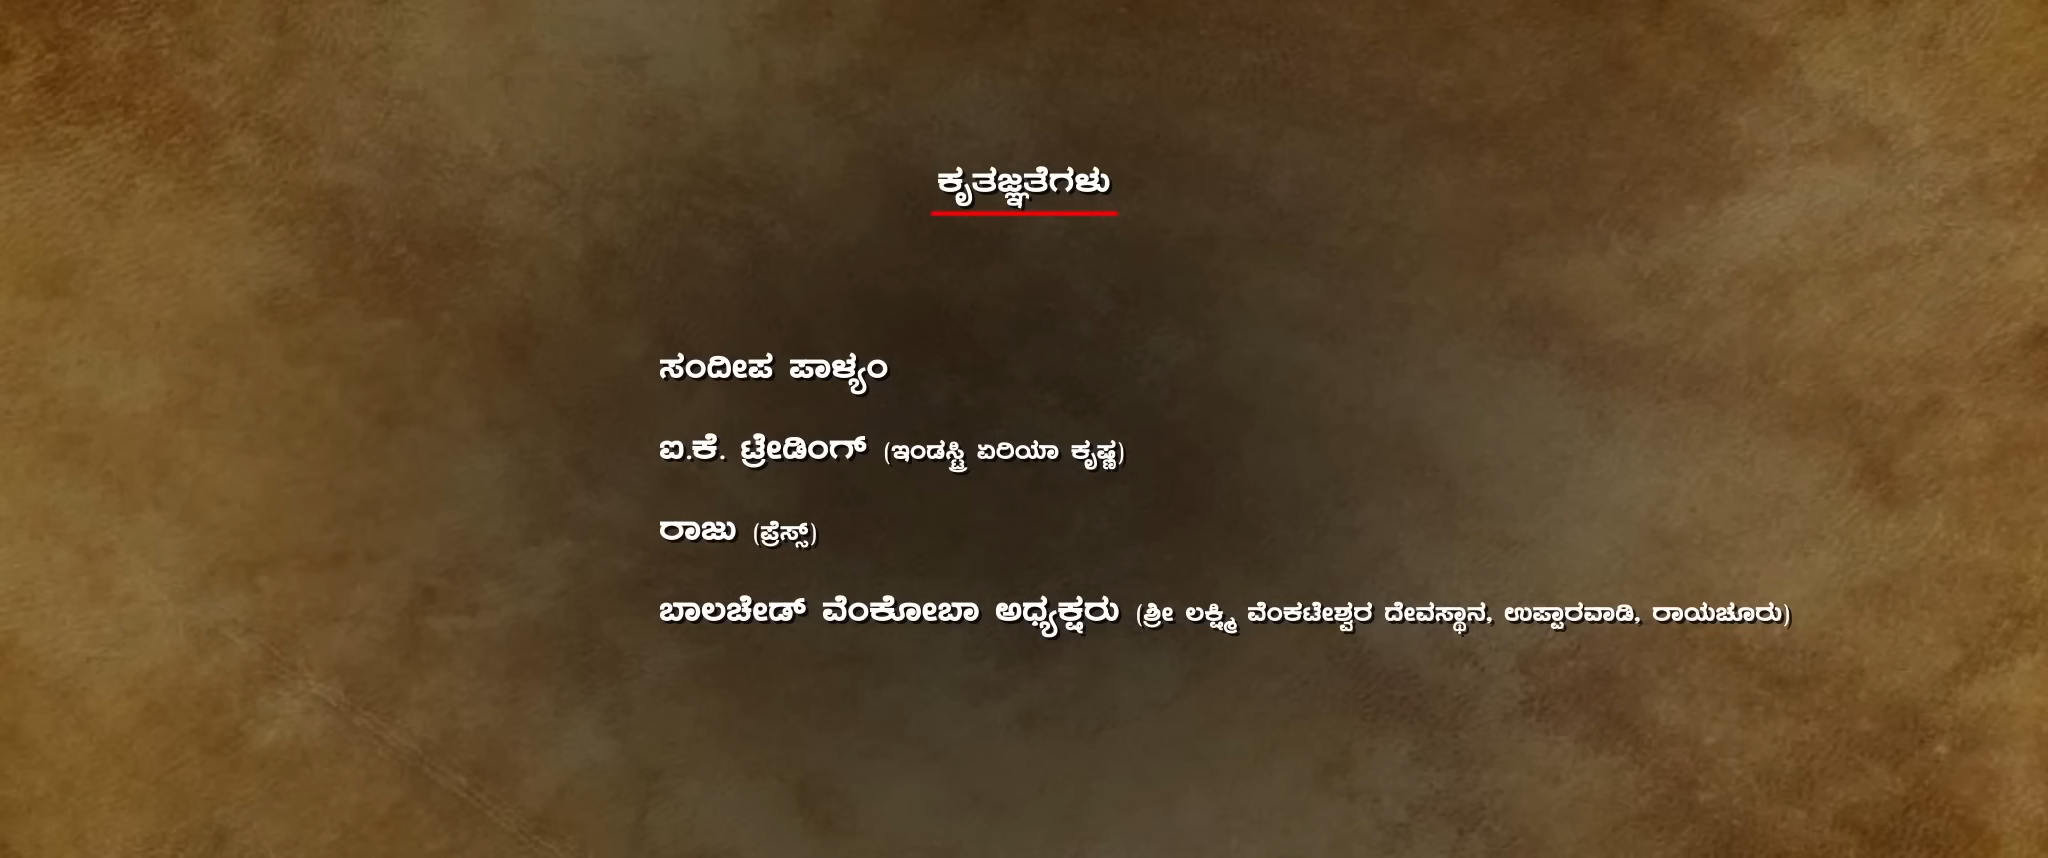 ಕೃತಜ್ಞತೆಗಳು
ಸಂದೀಪ ಪಾಳ್ಯಂ
ಐ.ಕೆ. ಟ್ರೇಡಿಂಗ್ (ಇಂಡಸ್ಟ್ರಿ ಏರಿಯಾ ಕೃಷ್ಣ)
ರಾಜು (ಪ್ರೆಸ್ಸ್)
ಬಾಲಚೇಡ್ ವೆಂಕೋಬಾ ಅಧ್ಯಕ್ಷರು (ಶ್ರೀ ಲಕ್ಷ್ಮಿ ವೆಂಕಟೇಶ್ವರ ದೇವಸ್ಥಾನ, ಉಪ್ಪಾರವಾಡಿ, ರಾಯಚೂರು)